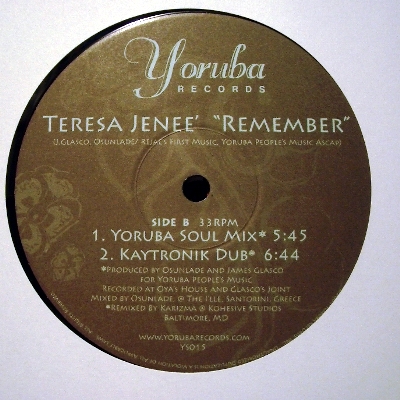 Yoruba
RECORDS
TERESA JENEE' "REMEMBER"
(J.GLASCO, OSUNLADE/ REJAE'S FIRST MUSIC, YORUBA PEOPLE'S MUSIC ASCAP)
SIDE B 33RPM
1. YORUBA SOUL MIX* 5:45
2. KAYTRONIK DUB* 6:44
*PRODUCED BY OSUNLADE AND JAMES GLASCO
FOR YORUBA PEOPLE'S MUSIC
RECORDED AT OYA'S HOUSE AND GLASCO'S JOINT
MIXED BY OSUNLADE @ THE I'LLE, SANTORINI, GREECE
*REMIXED BY KARIZMA @ KOHESIVE STUDIOS
BALTIMORE, MD
WWW.YORUBARECORDS.COM
YSD15